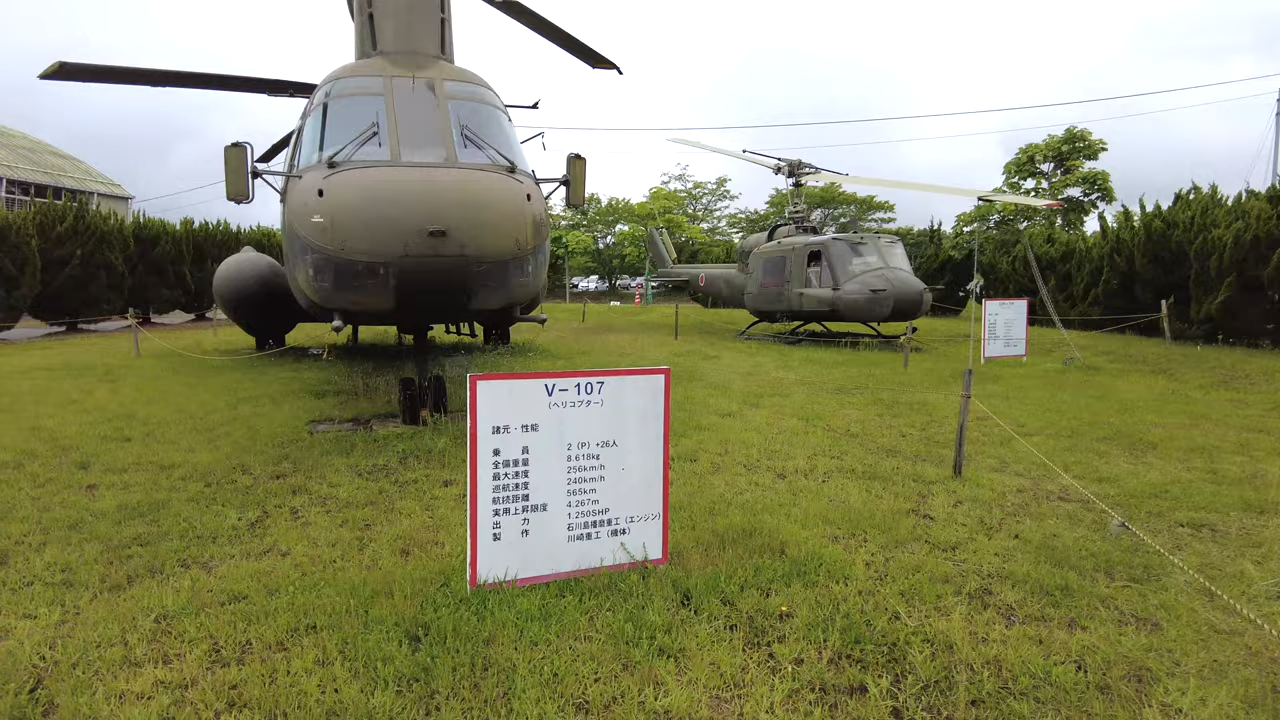 V−107
(ヘリコプター)
諸元・性能
乗 員 2(P)+26人
全備重量 8.618kg
最大速度 256km/h
巡航速度 240km/h
航続距離 565km
実用上昇限度 4.267m
出 力 1.250SHP
製 作 石川島播磨重工(エンジン)
川崎重工(機体)